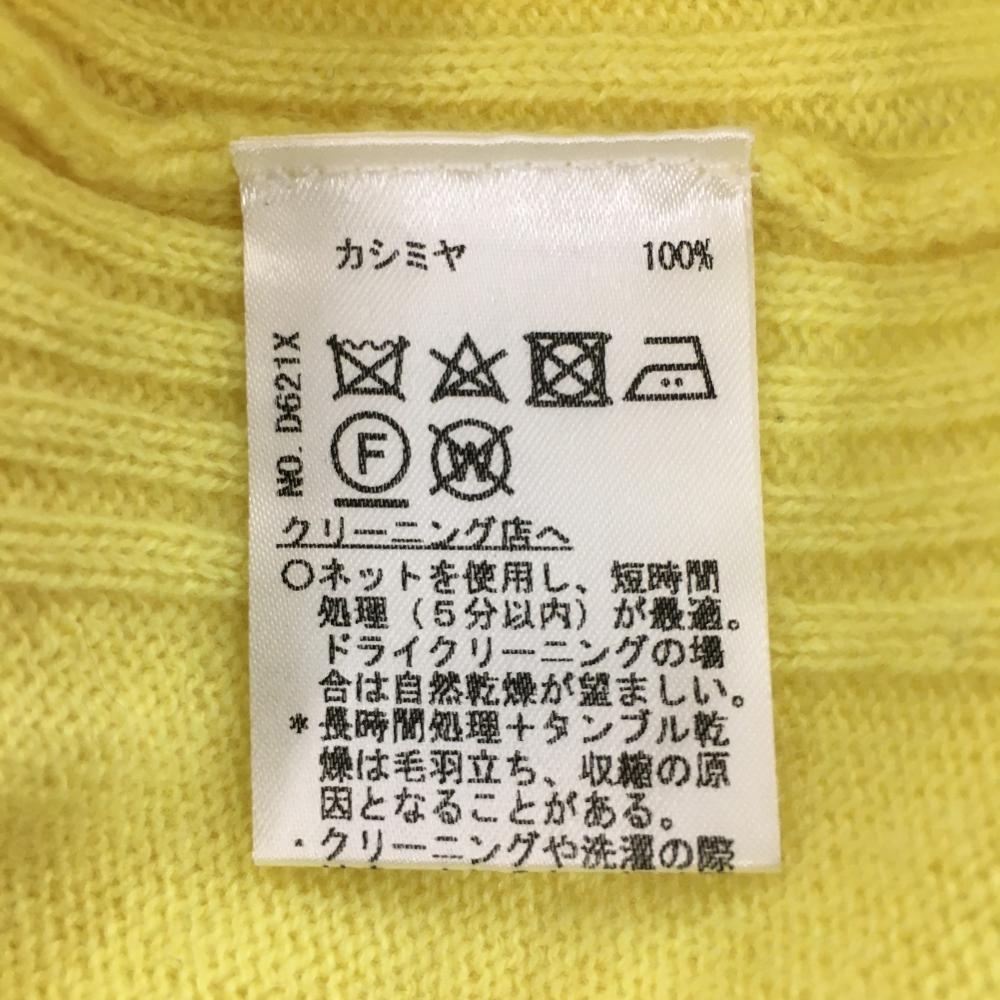 カシミヤ 100%
NO. D621X
F
W
クリーニング店へ
○ネットを使用し、短時間
処理（5分以内）が最適。
ドライクリーニングの場
合は自然乾燥が望ましい。
*長時間処理＋タンブル乾
燥は毛羽立ち、収縮の原
因となることがある。
・クリーニングや洗濯の際